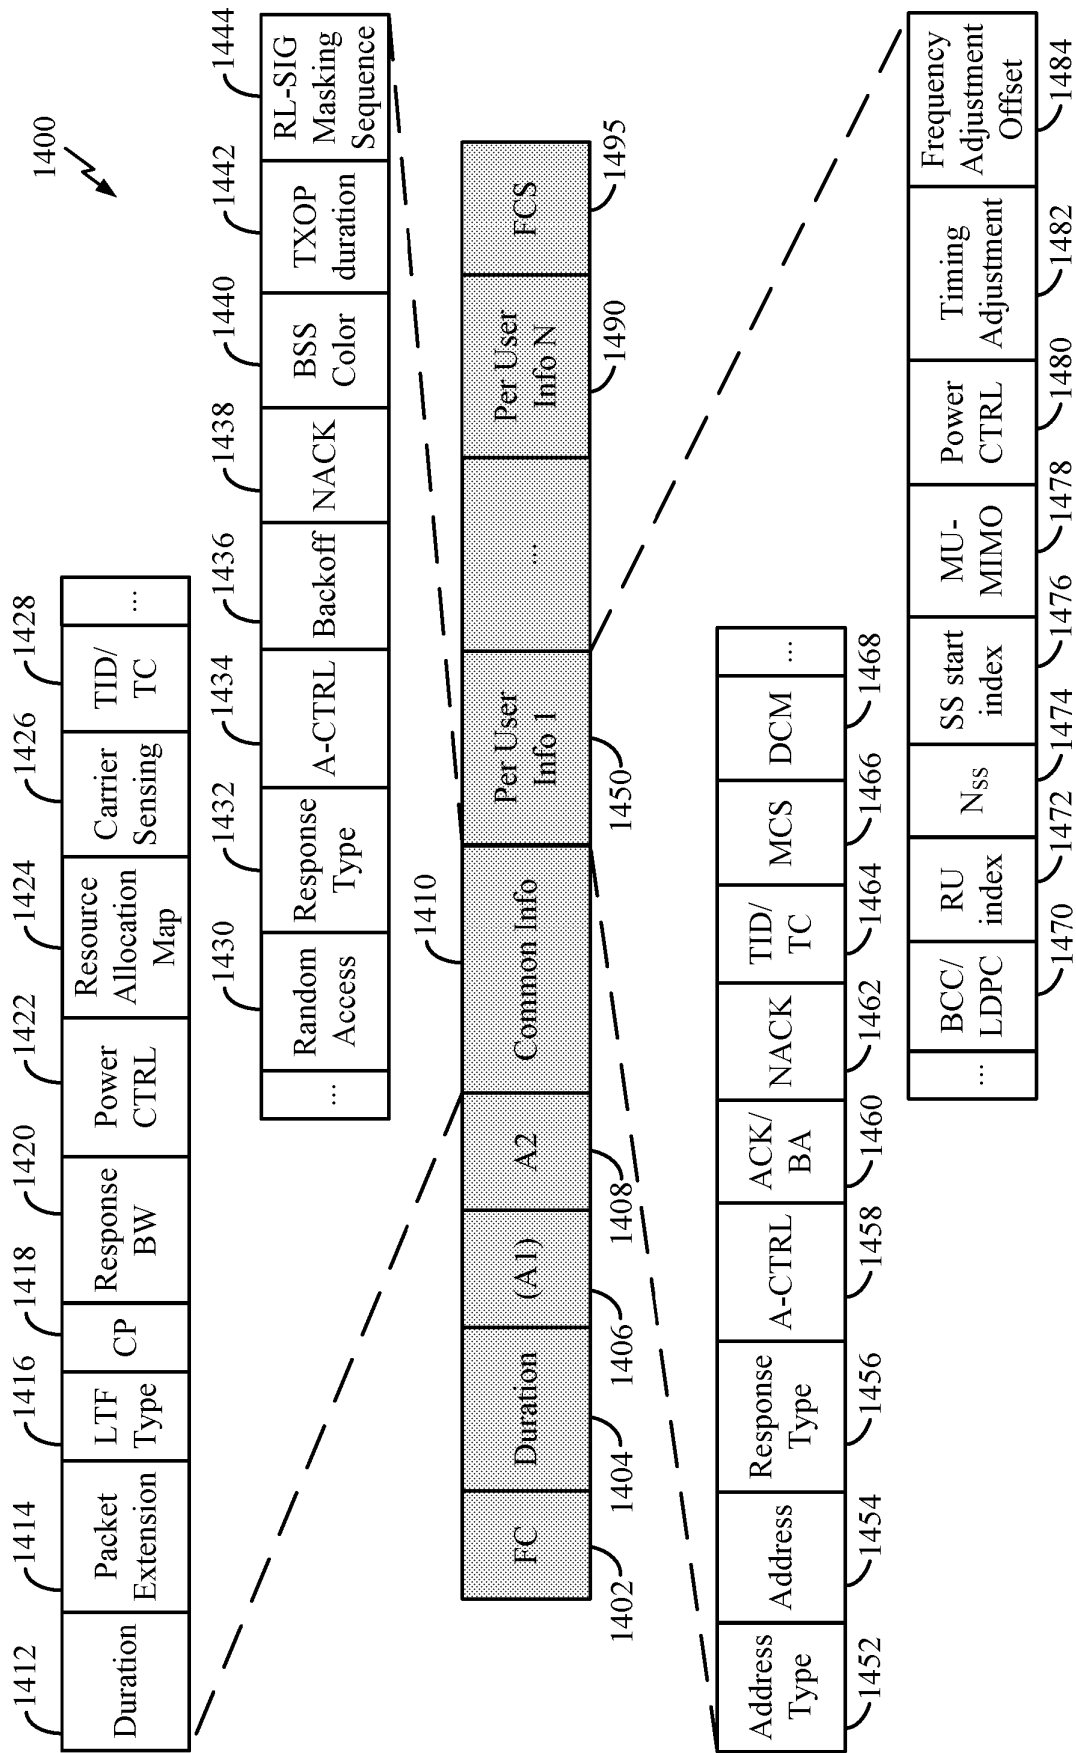 1400
1412 1414 1416 1418 1420 1422 1424 1426 1428
Duration
Packet Extension
LTF Type
CP
Response BW
Power CTRL
Resource Allocation Map
Carrier Sensing
TID/ TC
...
1430 1432 1434 1436 1438 1440 1442 1444
...
Random Access
Response Type
A-CTRL
Backoff
NACK
BSS Color
TXOP duration
RL-SIG Masking Sequence
1410
FC
Duration
(A1)
A2
Common Info
Per User Info 1
...
Per User Info N
FCS
1402 1404 1406 1408 1450 1490 1495
Address Type
Address
Response Type
A-CTRL
ACK/ BA
NACK
TID/ TC
MCS
DCM
...
1452 1454 1456 1458 1460 1462 1464 1466 1468
...
BCC/ LDPC
RU index
Nss
SS start index
MU- MIMO
Power CTRL
Timing Adjustment
Frequency Adjustment Offset
1470 1472 1474 1476 1478 1480 1482 1484